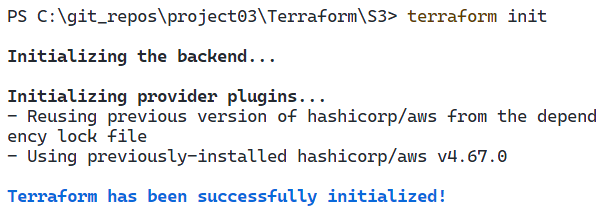 PS C:\git_repos\project03\Terraform\S3> terraform init
Initializing the backend...
Initializing provider plugins...
- Reusing previous version of hashicorp/aws from the depend
ency lock file
- Using previously-installed hashicorp/aws v4.67.0
Terraform has been successfully initialized!